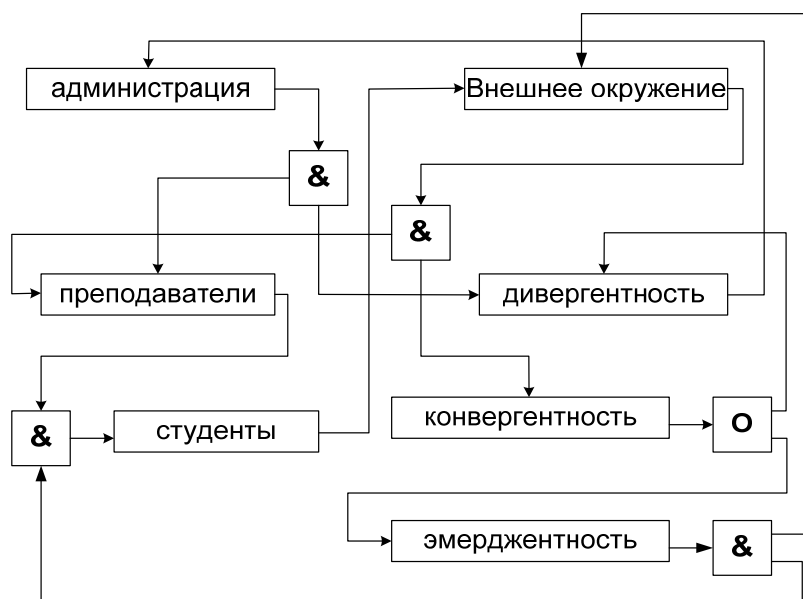 администрация
Внешнее окружение
&
&
преподаватели
дивергентность
&
студенты
конвергентность
О
эмерджентность
&